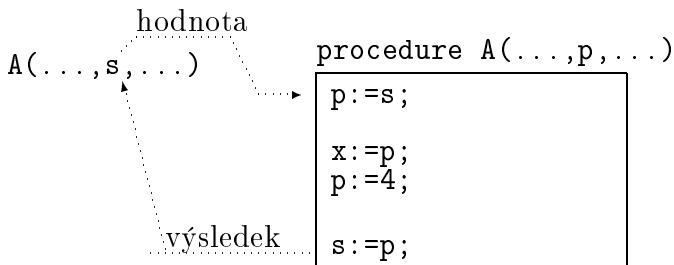 hodnota
A(...,s,...)
procedure A(...,p,...)
p:=s;
x:=p;
p:=4;
výsledek
s:=p;